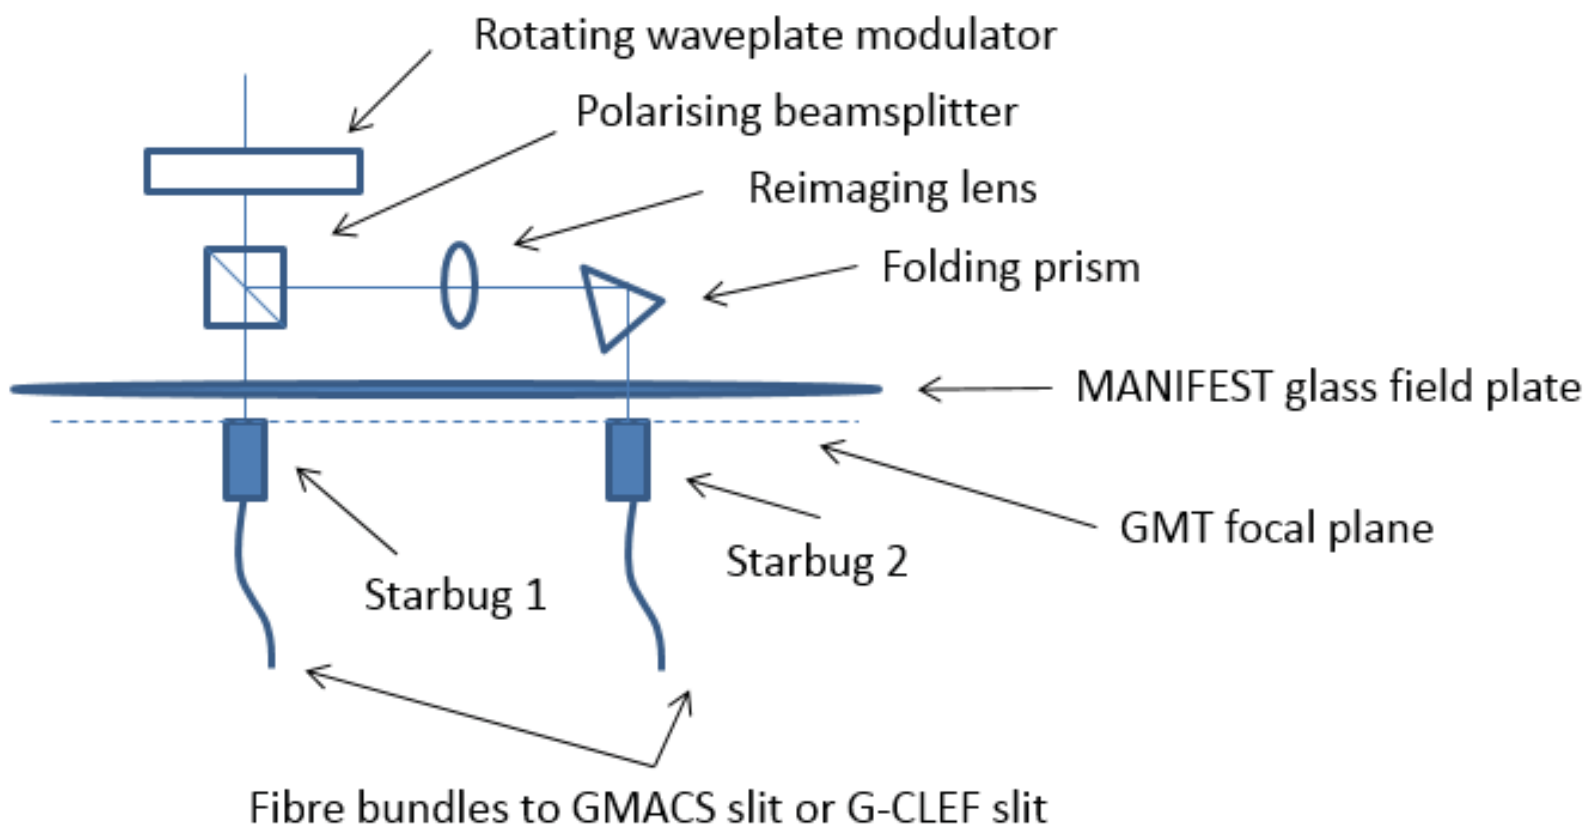 Rotating waveplate modulator
Polarising beamsplitter
Reimaging lens
Folding prism
MANIFEST glass field plate
GMT focal plane
Starbug 2
Starbug 1
Fibre bundles to GMACS slit or G-CLEF slit